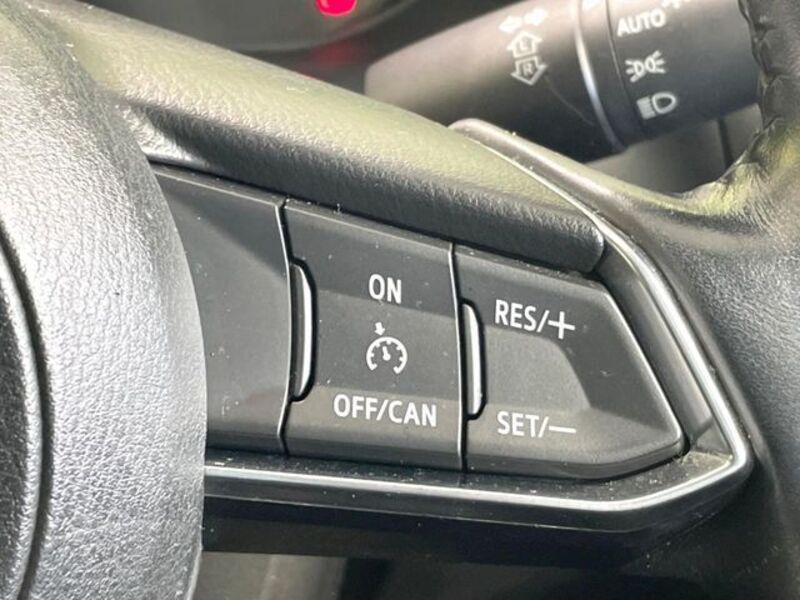 L
R
AUTO
ON
OFF/CAN
RES/+
SET/—